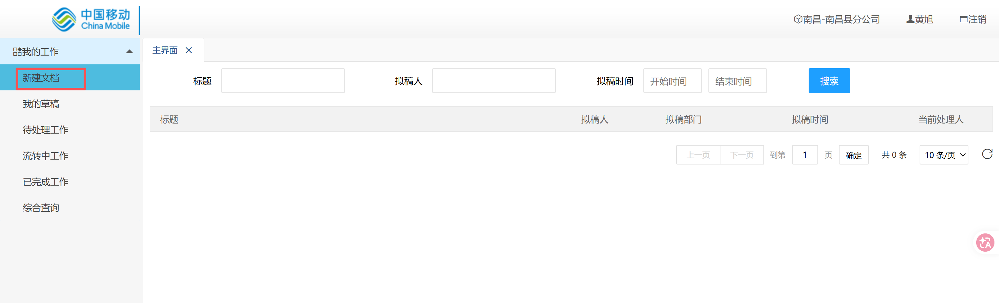 中国移动
China Mobile
南昌-南昌县分公司 黄旭 注销
我的工作
新建文档
我的草稿
待处理工作
流转中工作
已完成工作
综合查询
主界面
标题 拟稿人 拟稿时间 开始时间 结束时间 搜索
标题 拟稿人 拟稿部门 拟稿时间 当前处理人
上一页 下一页 到第 1 页 确定 共 0 条 10 条/页
A